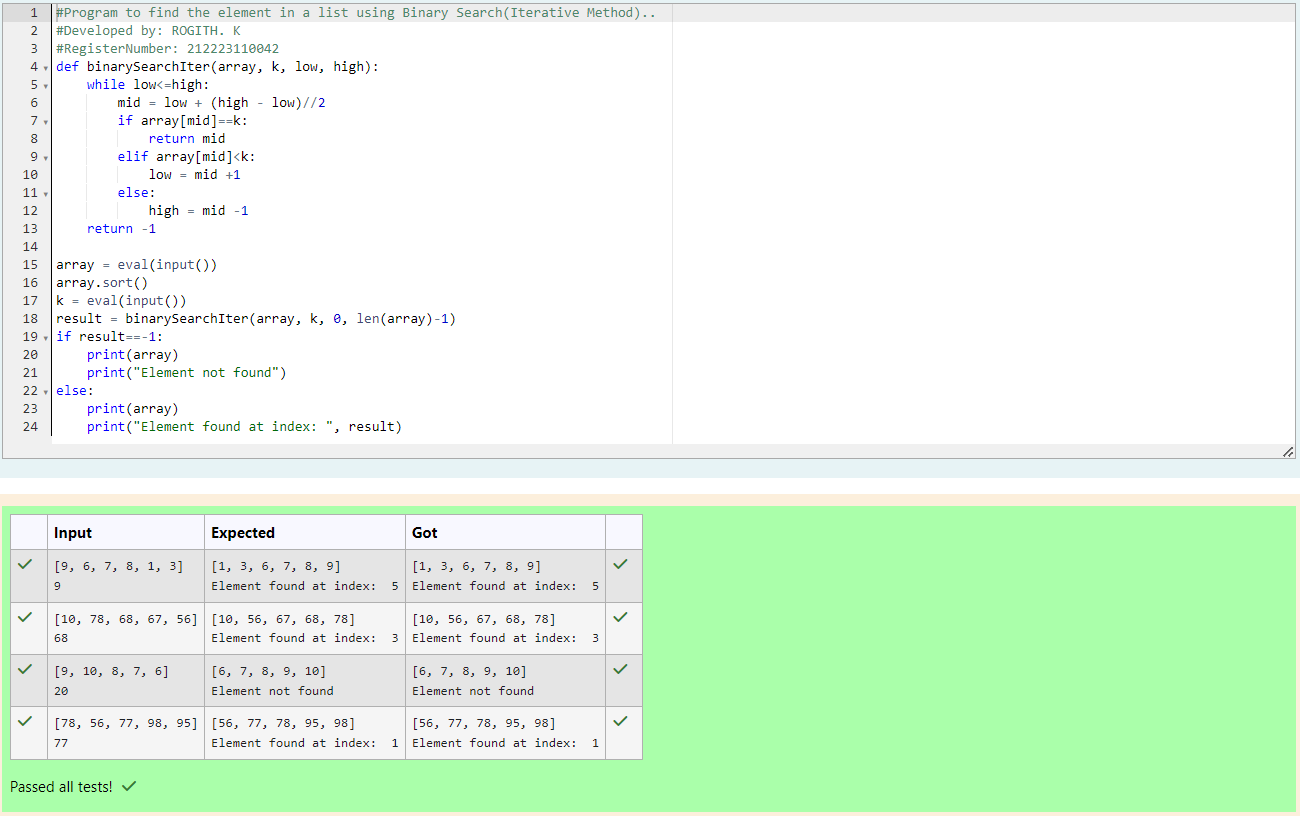 1 #Program to find the element in a list using Binary Search(Iterative Method)..
2 #Developed by: ROGITH. K
3 #RegisterNumber: 212223110042
4 def binarySearchIter(array, k, low, high):
5     while low<=high:
6         mid = low + (high - low)//2
7         if array[mid]==k:
8             return mid
9         elif array[mid]<k:
10             low = mid +1
11         else:
12             high = mid -1
13     return -1
14
15 array = eval(input())
16 array.sort()
17 k = eval(input())
18 result = binarySearchIter(array, k, 0, len(array)-1)
19 if result==-1:
20     print(array)
21     print("Element not found")
22 else:
23     print(array)
24     print("Element found at index: ", result)
Input Expected Got
[9, 6, 7, 8, 1, 3] [1, 3, 6, 7, 8, 9] [1, 3, 6, 7, 8, 9]
9 Element found at index:  5 Element found at index:  5
[10, 78, 68, 67, 56] [10, 56, 67, 68, 78] [10, 56, 67, 68, 78]
68 Element found at index:  3 Element found at index:  3
[9, 10, 8, 7, 6] [6, 7, 8, 9, 10] [6, 7, 8, 9, 10]
20 Element not found Element not found
[78, 56, 77, 98, 95] [56, 77, 78, 95, 98] [56, 77, 78, 95, 98]
77 Element found at index:  1 Element found at index:  1
Passed all tests!